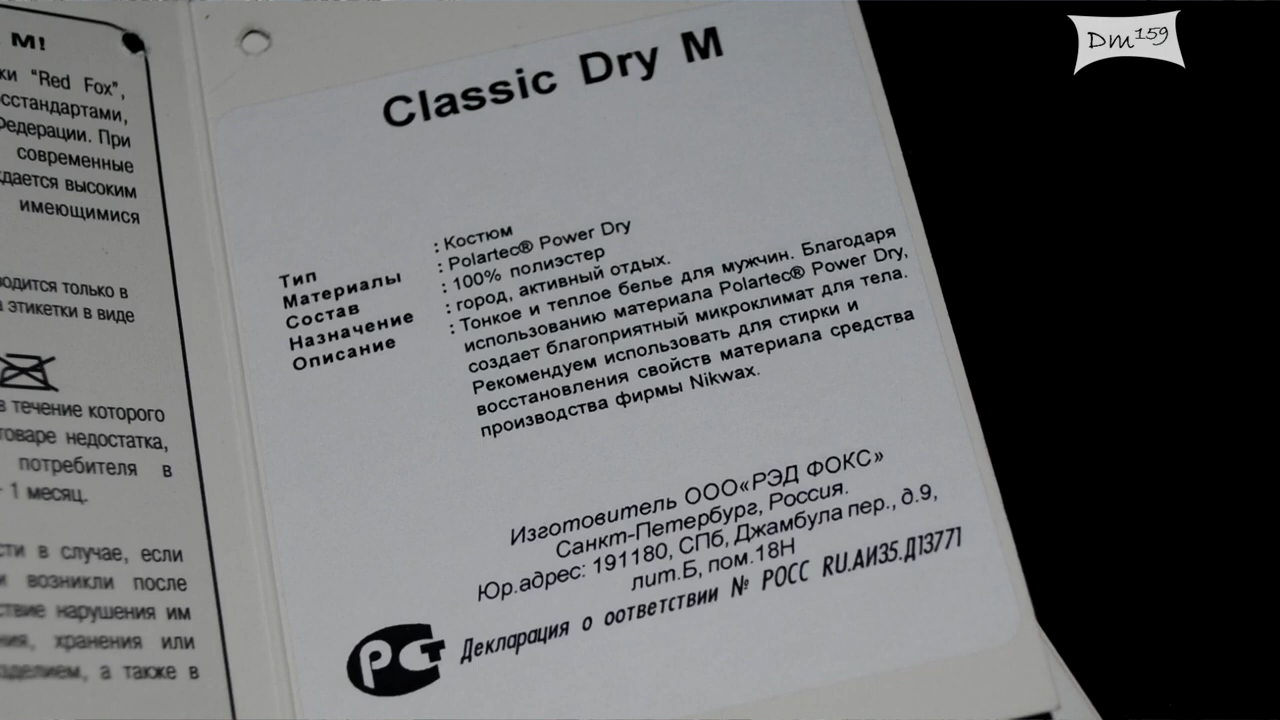 М!
ки "Red Fox",
сстандартами,
Федерации. При
современные
дается высоким
имеющимися
водится только в
этикетки в виде
в течение которого
товаре недостатка,
потребителя в
1 месяц.
сти в случае, если
и возникли после
ствие нарушения им
ния, хранения или
зделием, а также в
Classic Dry M
Тип : Костюм
Материалы : Polartec® Power Dry
Состав : 100% полиэстер
Назначение : город, активный отдых.
Описание : Тонкое и теплое белье для мужчин. Благодаря
использованию материала Polartec® Power Dry,
создает благоприятный микроклимат для тела.
Рекомендуем использовать для стирки и
восстановления свойств материала средства
производства фирмы Nikwax.
Изготовитель ООО«РЭД ФОКС»
Санкт-Петербург, Россия.
Юр.адрес: 191180, СПб, Джамбула пер., д.9,
лит.Б, пом.18Н
Декларация о оответствии № РОСС RU.АИ35.Д13771
РСТ
Dm159